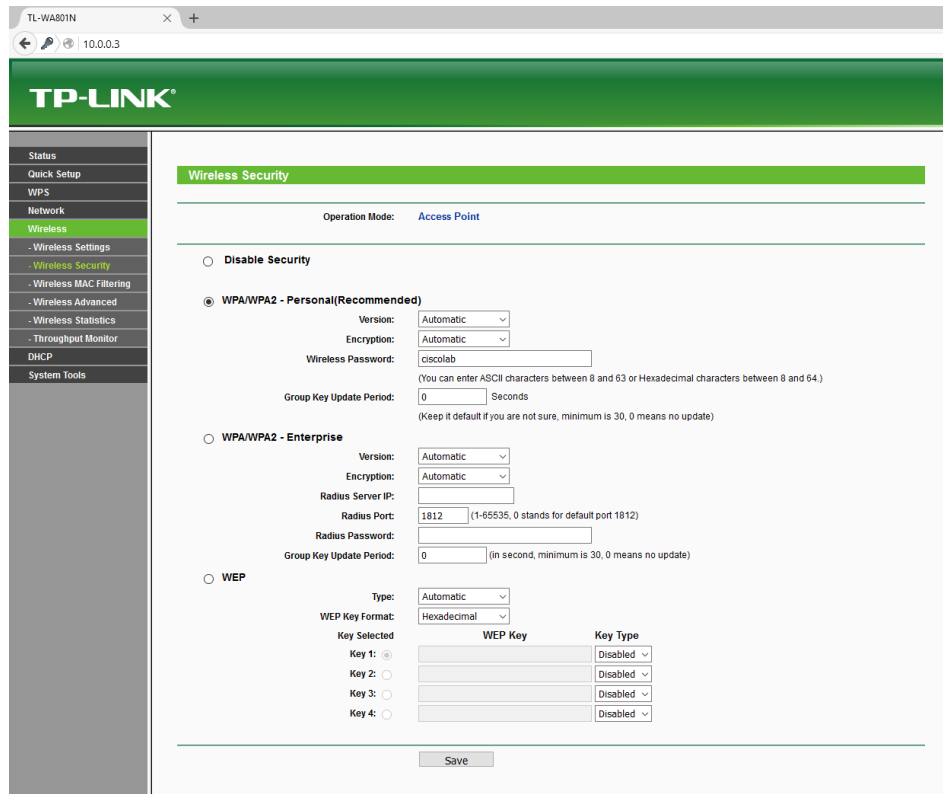 TL-WA801N
10.0.0.3
TP-LINK®
Status
Quick Setup
WPS
Network
Wireless
- Wireless Settings
- Wireless Security
- Wireless MAC Filtering
- Wireless Advanced
- Wireless Statistics
- Throughput Monitor
DHCP
System Tools
Wireless Security
Operation Mode: Access Point
Disable Security
WPA/WPA2 - Personal(Recommended)
Version: Automatic
Encryption: Automatic
Wireless Password: ciscolab
(You can enter ASCII characters between 8 and 63 or Hexadecimal characters between 8 and 64.)
Group Key Update Period: 0 Seconds
(Keep it default if you are not sure, minimum is 30, 0 means no update)
WPA/WPA2 - Enterprise
Version: Automatic
Encryption: Automatic
Radius Server IP:
Radius Port: 1812 (1-65535, 0 stands for default port 1812)
Radius Password:
Group Key Update Period: 0 (in second, minimum is 30, 0 means no update)
WEP
Type: Automatic
WEP Key Format: Hexadecimal
Key Selected WEP Key Key Type
Key 1: Disabled
Key 2: Disabled
Key 3: Disabled
Key 4: Disabled
Save